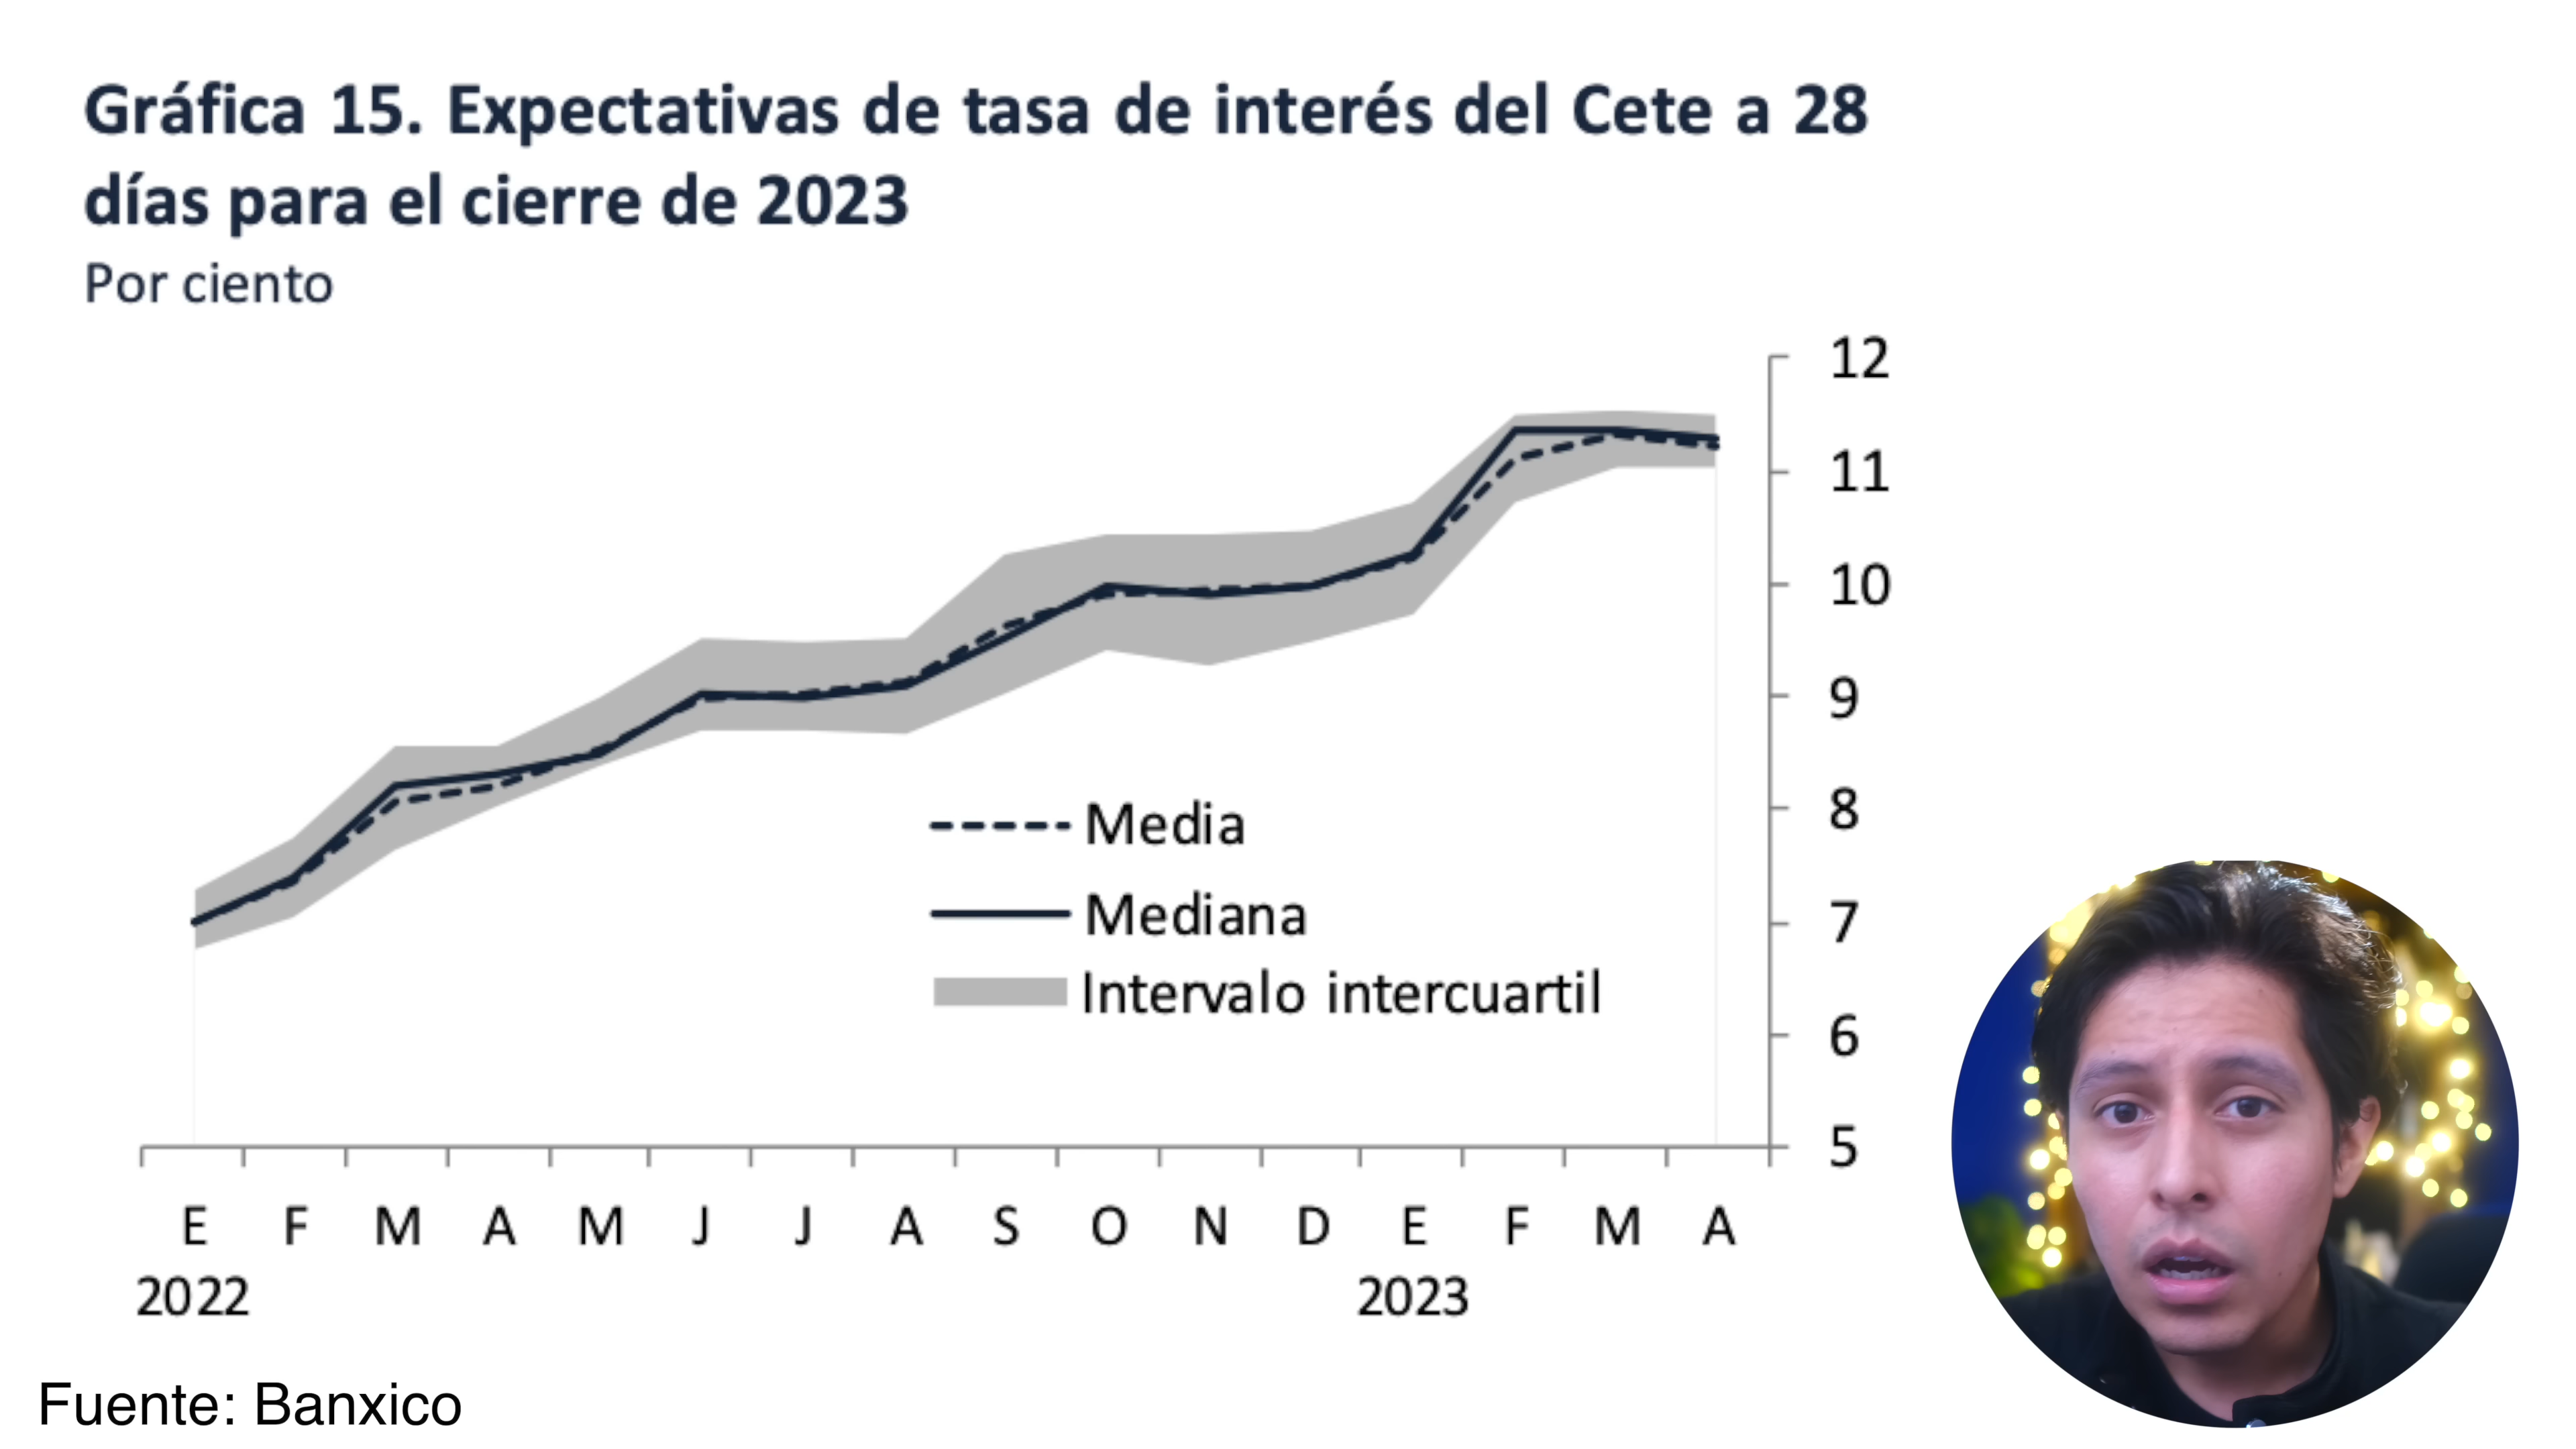 Gráfica 15. Expectativas de tasa de interés del Cete a 28
días para el cierre de 2023
Por ciento
12
11
10
9
8
7
6
5
Media
Mediana
Intervalo intercuartil
E F M A M J J A S O N D E F M A
2022 2023
Fuente: Banxico